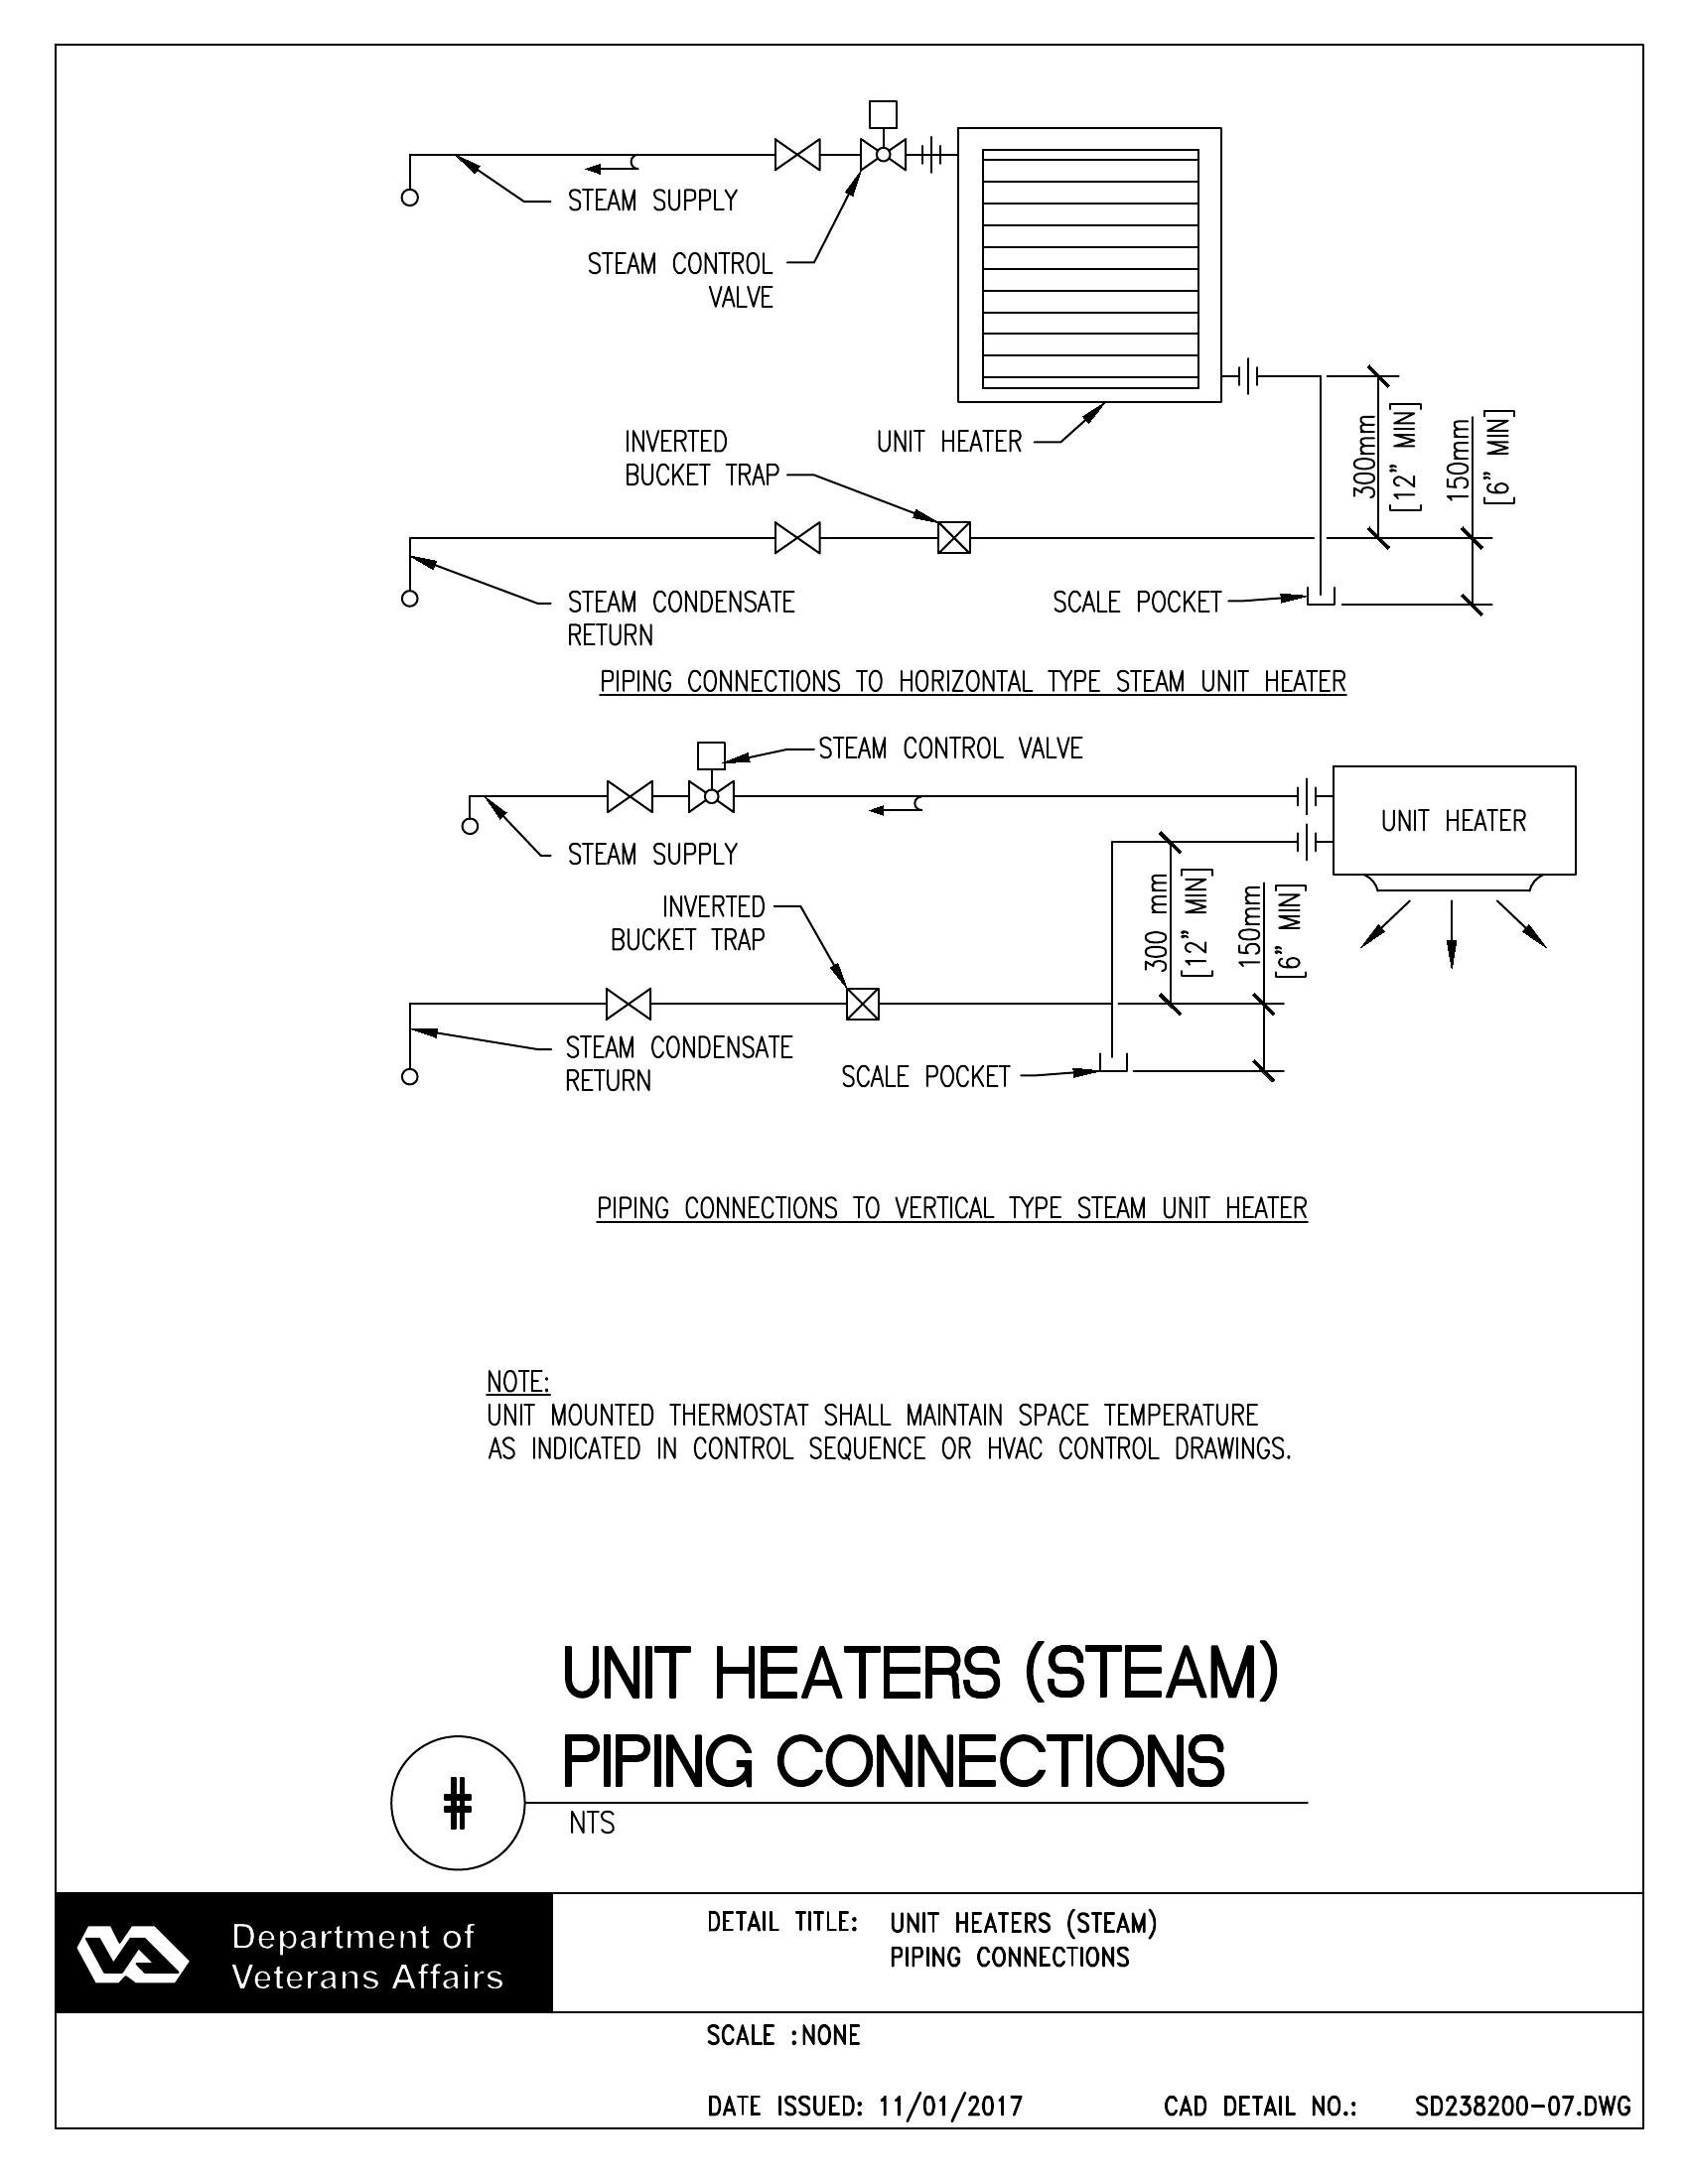 STEAM SUPPLY
STEAM CONTROL
VALVE
INVERTED
BUCKET TRAP
UNIT HEATER
300mm
[12" MIN]
150mm
[6" MIN]
STEAM CONDENSATE
RETURN
SCALE POCKET
PIPING CONNECTIONS TO HORIZONTAL TYPE STEAM UNIT HEATER
STEAM CONTROL VALVE
UNIT HEATER
STEAM SUPPLY
INVERTED
BUCKET TRAP
300 mm
[12" MIN]
150mm
[6" MIN]
STEAM CONDENSATE
RETURN
SCALE POCKET
PIPING CONNECTIONS TO VERTICAL TYPE STEAM UNIT HEATER
NOTE:
UNIT MOUNTED THERMOSTAT SHALL MAINTAIN SPACE TEMPERATURE
AS INDICATED IN CONTROL SEQUENCE OR HVAC CONTROL DRAWINGS.
UNIT HEATERS (STEAM)
PIPING CONNECTIONS
#
NTS
VA
Department of
Veterans Affairs
DETAIL TITLE: UNIT HEATERS (STEAM)
PIPING CONNECTIONS
SCALE :NONE
DATE ISSUED: 11/01/2017 CAD DETAIL NO.: SD238200-07.DWG